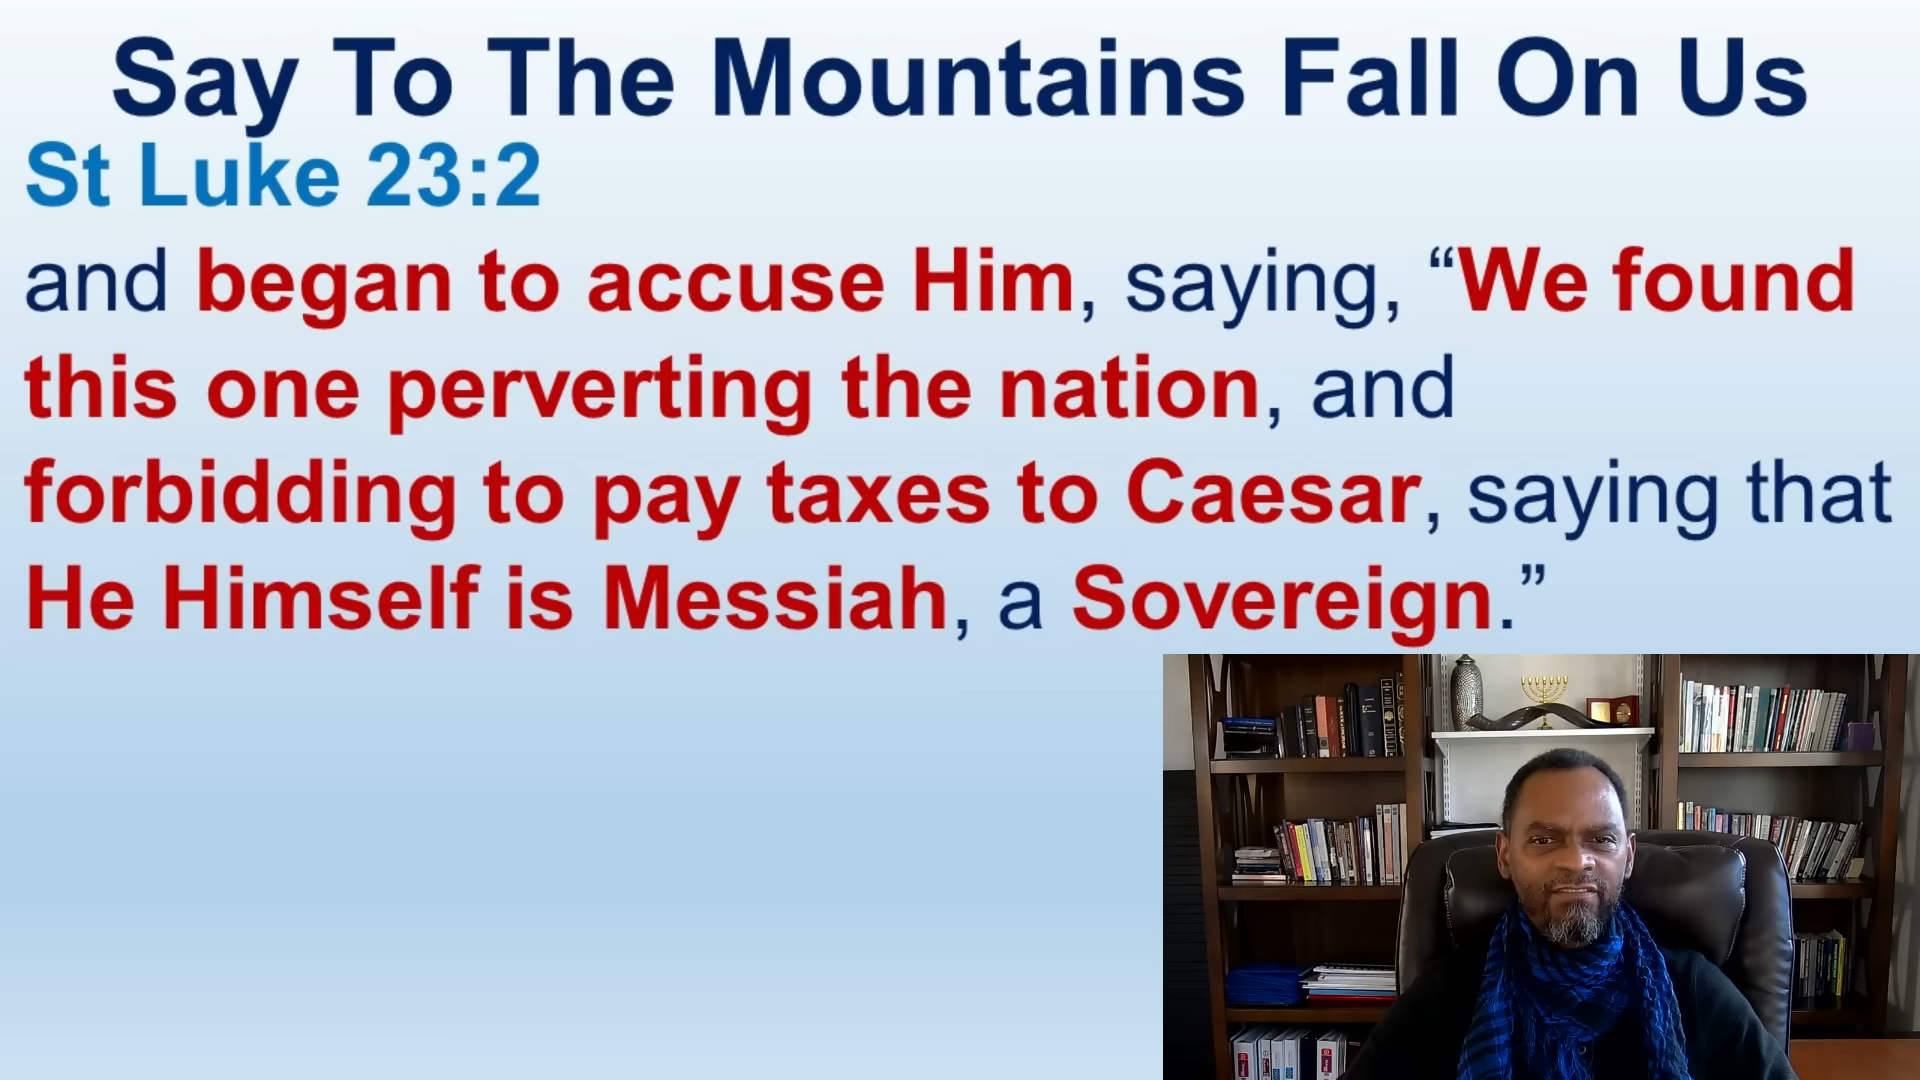 Say To The Mountains Fall On Us
St Luke 23:2
and began to accuse Him, saying, “We found
this one perverting the nation, and
forbidding to pay taxes to Caesar, saying that
He Himself is Messiah, a Sovereign.”